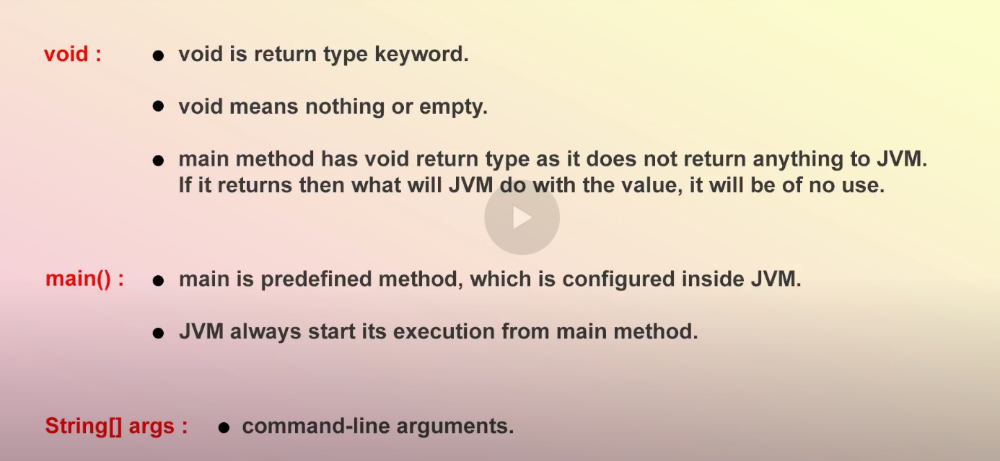 void : ● void is return type keyword.
● void means nothing or empty.
● main method has void return type as it does not return anything to JVM.
If it returns then what will JVM do with the value, it will be of no use.
main() : ● main is predefined method, which is configured inside JVM.
● JVM always start its execution from main method.
String[] args : ● command-line arguments.